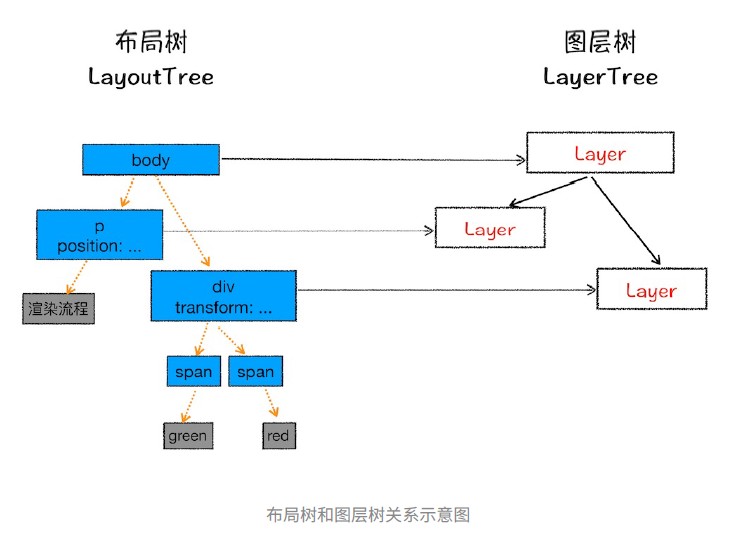 布局树
LayoutTree
图层树
LayerTree
body
Layer
p
position: ...
Layer
div
transform: ...
Layer
渲染流程
span
span
green
red
布局树和图层树关系示意图